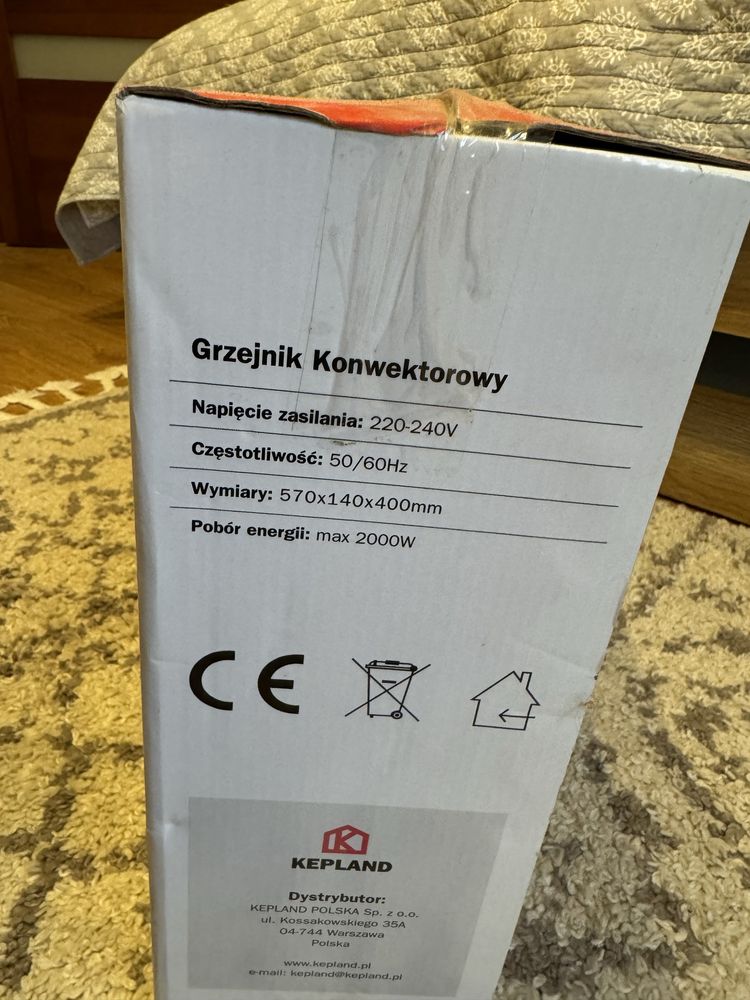 Grzejnik Konwektorowy
Napięcie zasilania: 220-240V
Częstotliwość: 50/60Hz
Wymiary: 570x140x400mm
Pobór energii: max 2000W
CE
KEPLAND
Dystrybutor:
KEPLAND POLSKA Sp. z o.o.
ul. Kossakowskiego 35A
04-744 Warszawa
Polska
www.kepland.pl
e-mail: kepland@kepland.pl